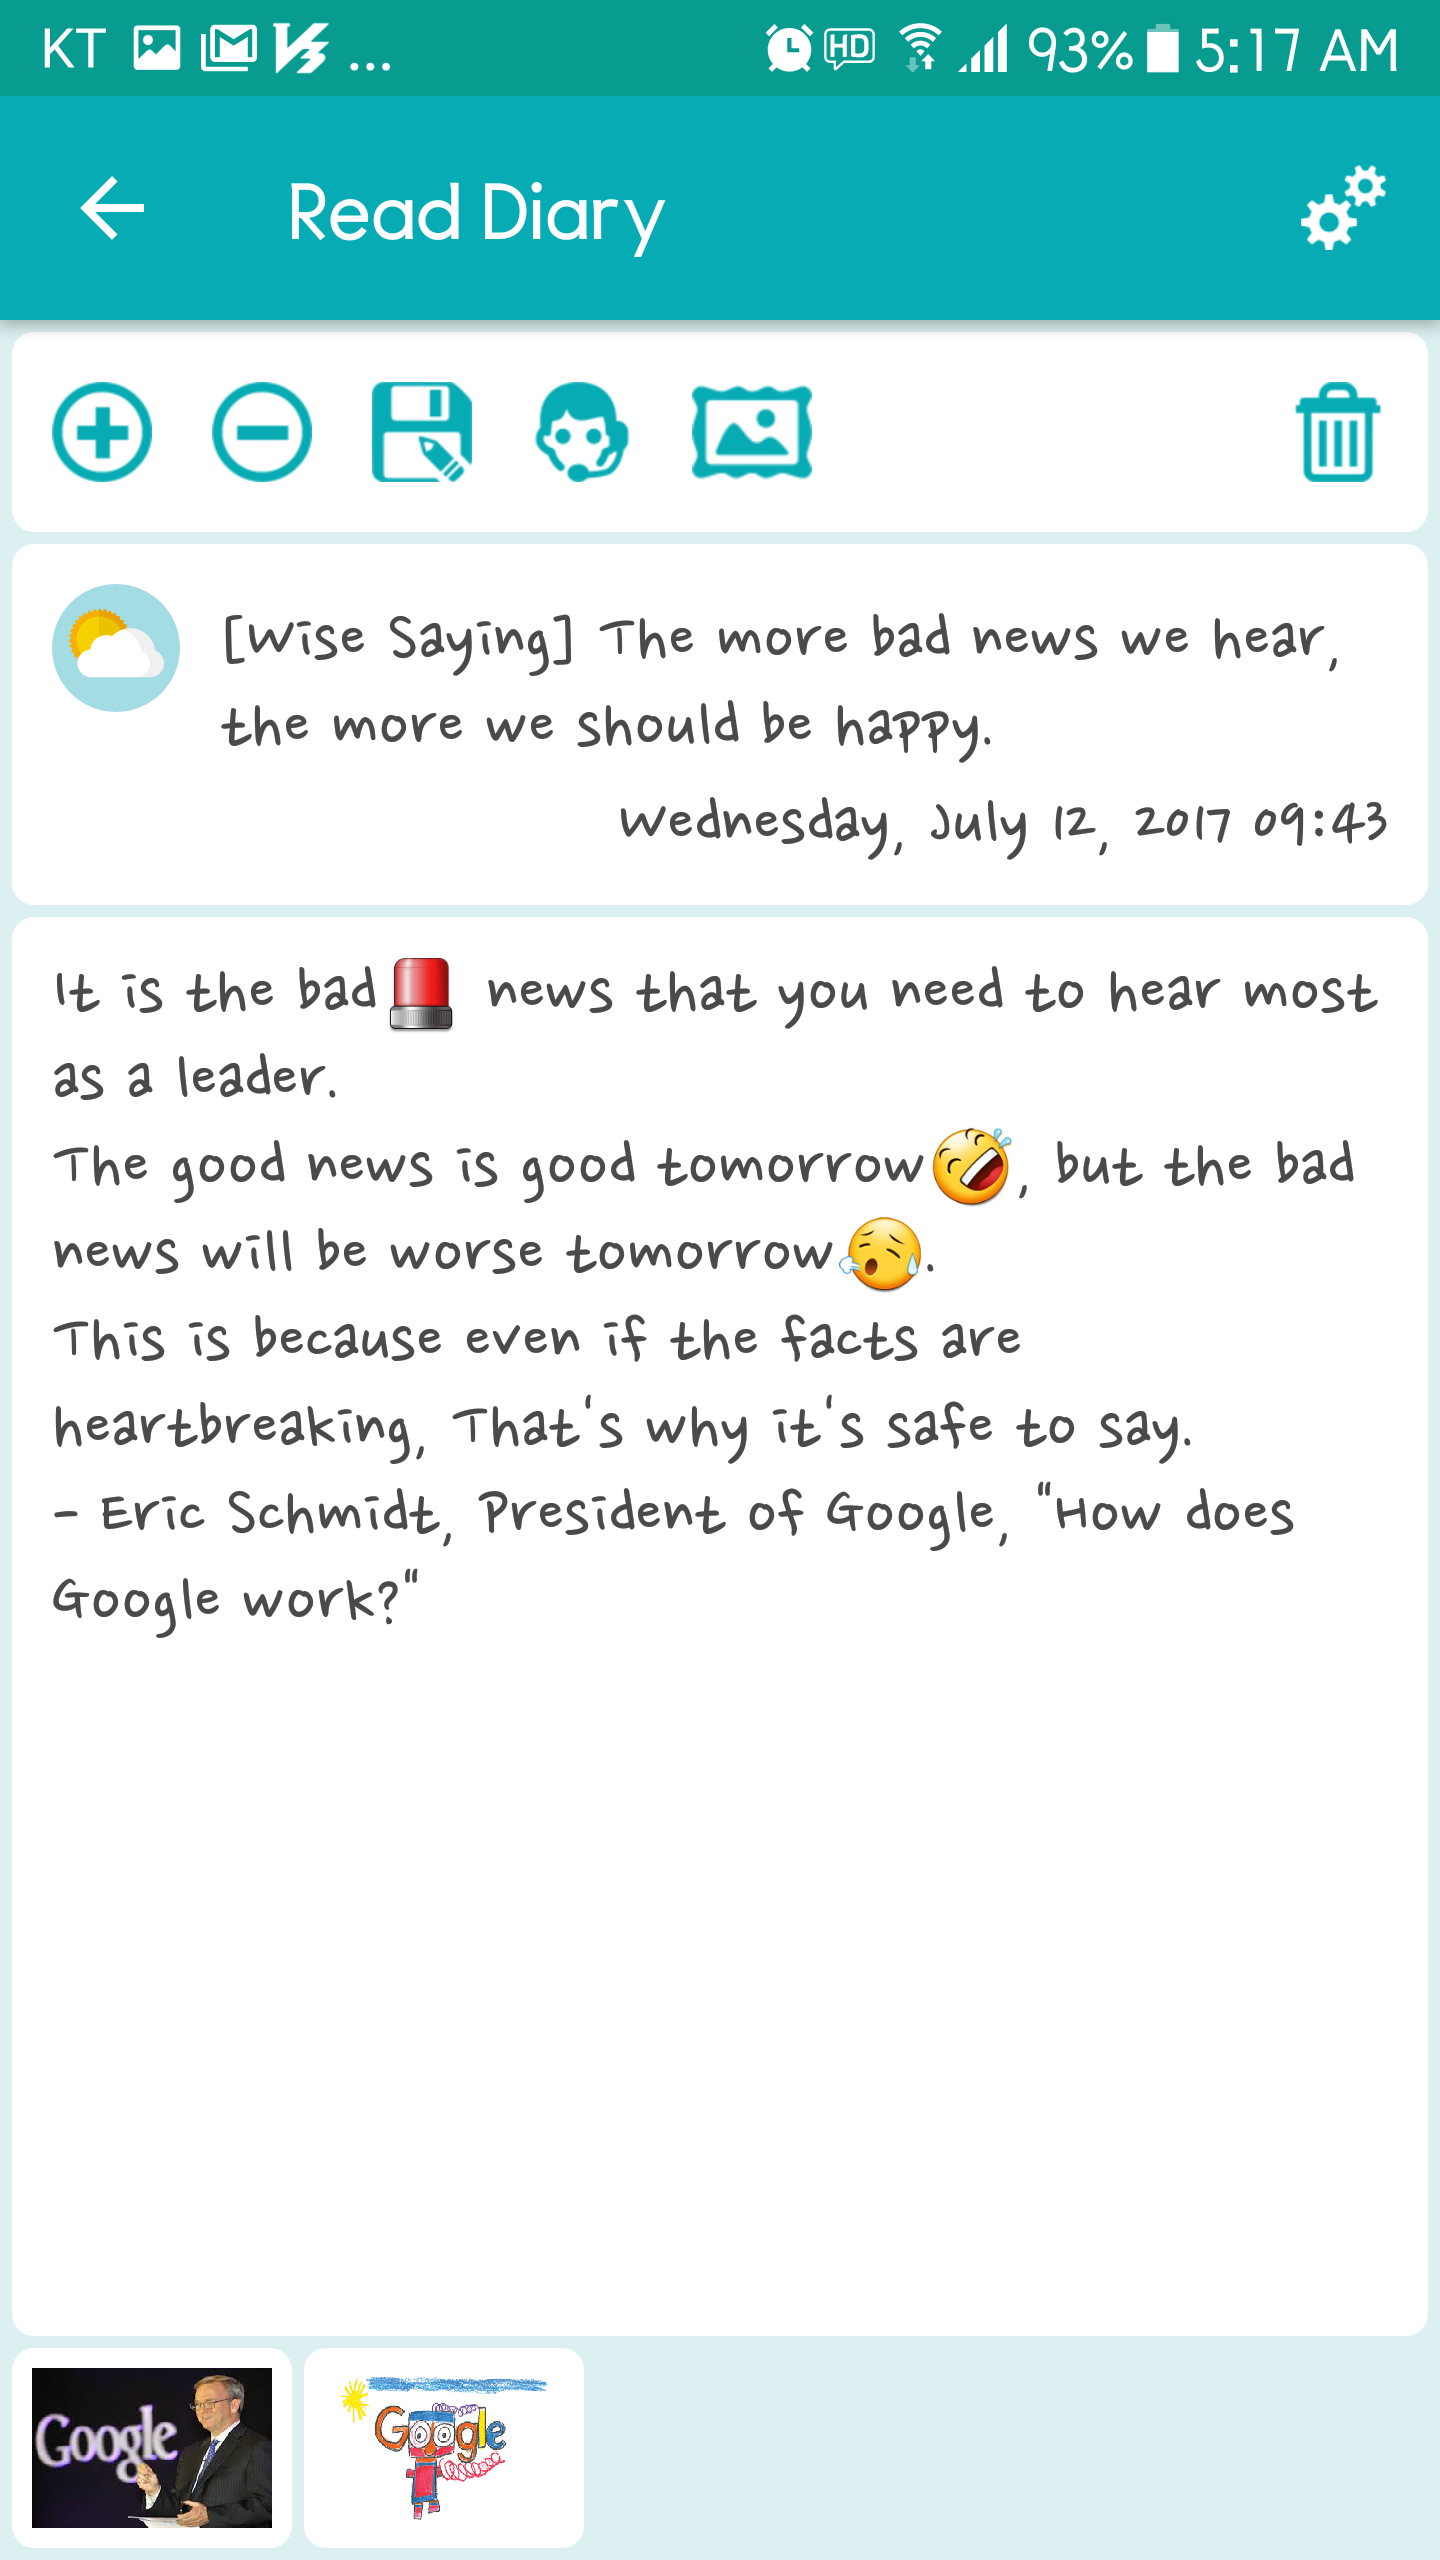 KT ... HD 93% 5:17 AM
Read Diary
[Wise Saying] The more bad news we hear,
the more we should be happy.
Wednesday, July 12, 2017 09:43
It is the bad🚨 news that you need to hear most
as a leader.
The good news is good tomorrow🤣, but the bad
news will be worse tomorrow😥.
This is because even if the facts are
heartbreaking, That's why it's safe to say.
- Eric Schmidt, President of Google, "How does
Google work?"
Google
Google